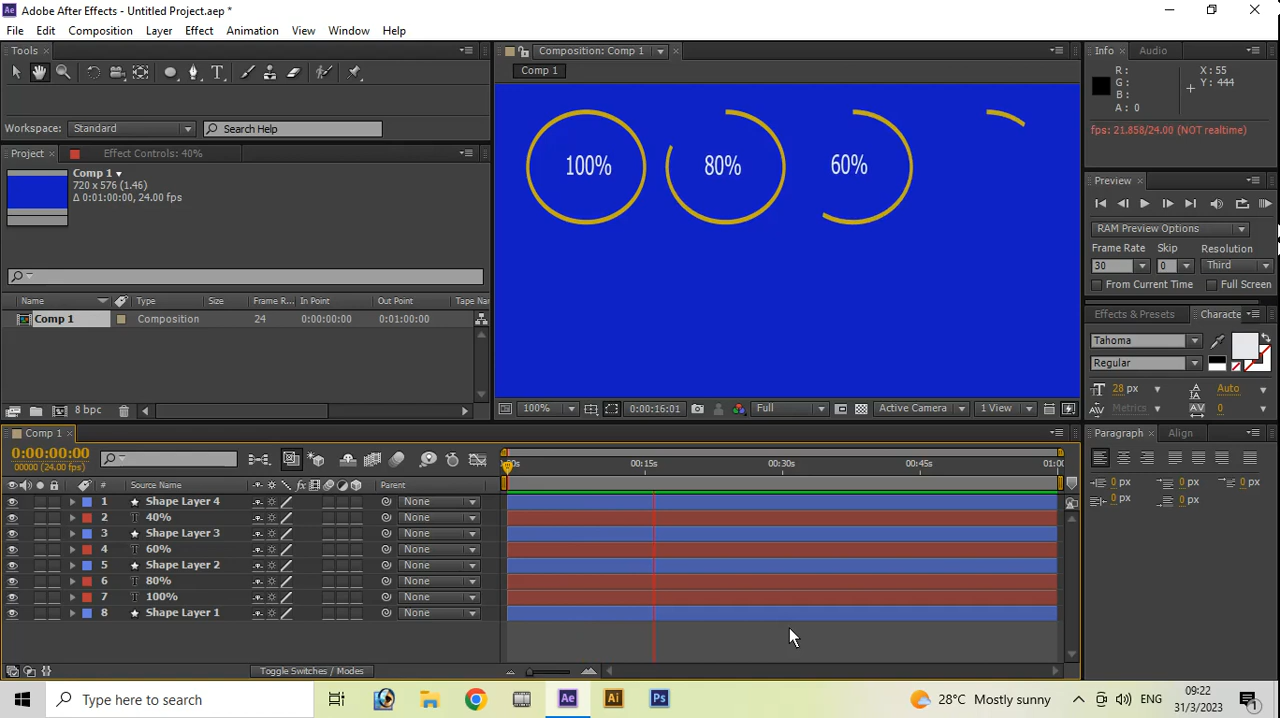 Adobe After Effects - Untitled Project.aep *
File Edit Composition Layer Effect Animation View Window Help
Tools
Workspace: Standard Search Help
Project Effect Controls: 40%
Comp 1
720 x 576 (1.46)
Δ 0:01:00:00, 24.00 fps
Name Type Size Frame R... In Point Out Point Tape Nam
Comp 1 Composition 24 0:00:00:00 0:01:00:00
8 bpc
Composition: Comp 1
Comp 1
100% 80% 60%
100% 0:00:16:01 Full Active Camera 1 View
Info Audio
R :
G :
B :
A : 0
X : 55
Y : 444
fps: 21.858/24.00 (NOT realtime)
Preview
RAM Preview Options
Frame Rate Skip Resolution
30 0 Third
From Current Time Full Screen
Effects & Presets Characte
Tahoma
Regular
28 px Auto
Metrics 0
Paragraph Align
0 px 0 px 0 px
0 px 0 px
Comp 1
0:00:00:00
00000 (24.00 fps)
:00s 00:15s 00:30s 00:45s 01:00
# Source Name Parent
1 Shape Layer 4 None
2 T 40% None
3 Shape Layer 3 None
4 T 60% None
5 Shape Layer 2 None
6 T 80% None
7 T 100% None
8 Shape Layer 1 None
Toggle Switches / Modes
Type here to search
Ae Ai Ps
28°C Mostly sunny
ENG
09:22
31/3/2023
1